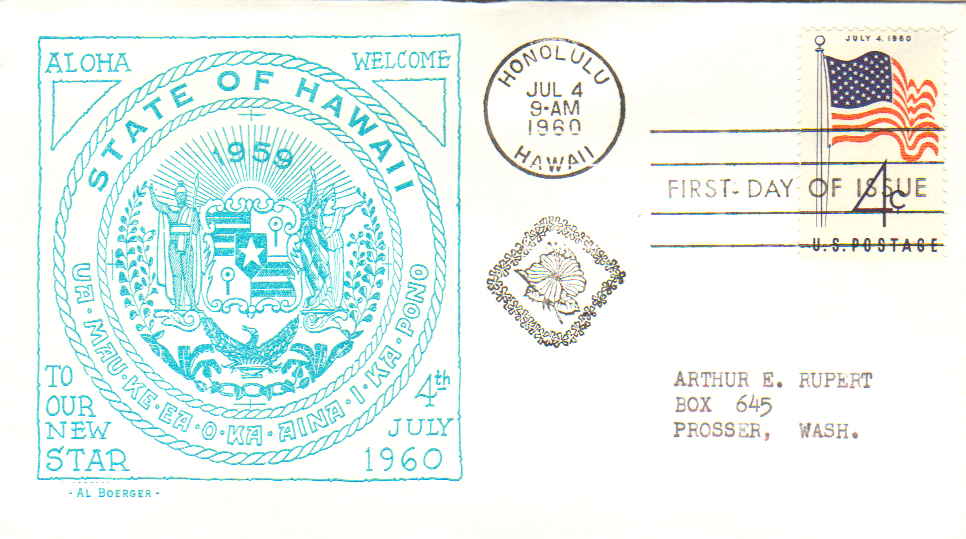 ALOHA
WELCOME
STATE OF HAWAII
1959
UA·MAU·KE·EA·O·KA·AINA·I·KA·PONO
TO
OUR
NEW
STAR
4th
JULY
1960
- AL BOERGER -
HONOLULU
JUL 4
9-AM
1960
HAWAII
JULY 4, 1960
FIRST-DAY OF ISSUE
4¢
U.S. POSTAGE
ARTHUR E. RUPERT
BOX 645
PROSSER, WASH.